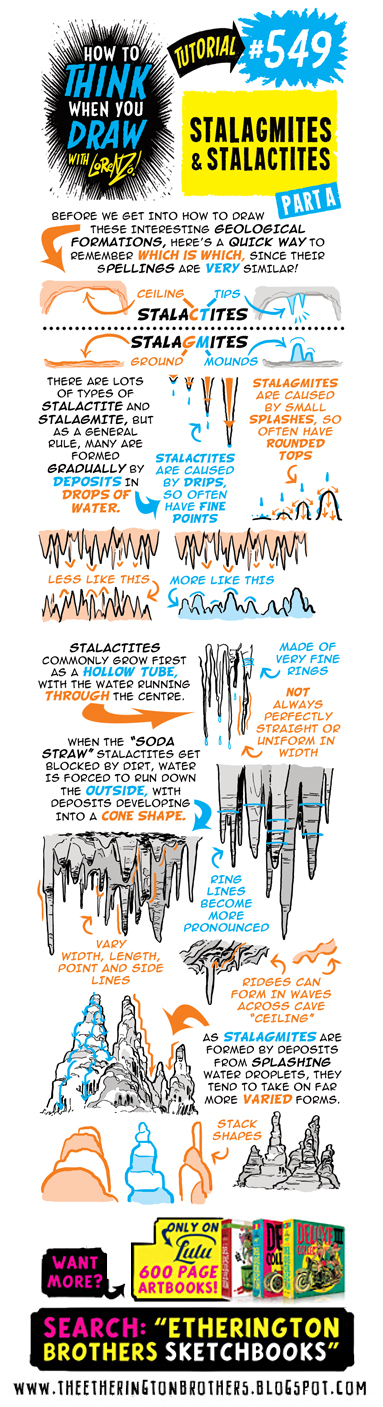 HOW TO
THINK
WHEN YOU
DRAW
WITH LORENZO!
TUTORIAL
#549
STALAGMITES
& STALACTITES
PART A
BEFORE WE GET INTO HOW TO DRAW
THESE INTERESTING GEOLOGICAL
FORMATIONS, HERE'S A QUICK WAY TO
REMEMBER WHICH IS WHICH, SINCE THEIR
SPELLINGS ARE VERY SIMILAR!
CEILING TIPS
STALACTITES
STALAGMITES
GROUND MOUNDS
THERE ARE LOTS
OF TYPES OF
STALACTITE AND
STALAGMITE, BUT
AS A GENERAL
RULE, MANY ARE
FORMED
GRADUALLY BY
DEPOSITS IN
DROPS OF
WATER.
STALACTITES
ARE CAUSED
BY DRIPS,
SO OFTEN
HAVE FINE
POINTS
STALAGMITES
ARE CAUSED
BY SMALL
SPLASHES, SO
OFTEN HAVE
ROUNDED
TOPS
LESS LIKE THIS
MORE LIKE THIS
STALACTITES
COMMONLY GROW FIRST
AS A HOLLOW TUBE,
WITH THE WATER RUNNING
THROUGH THE CENTRE.
MADE OF
VERY FINE
RINGS
NOT
ALWAYS
PERFECTLY
STRAIGHT OR
UNIFORM IN
WIDTH
WHEN THE "SODA
STRAW" STALACTITES GET
BLOCKED BY DIRT, WATER
IS FORCED TO RUN DOWN
THE OUTSIDE, WITH
DEPOSITS DEVELOPING
INTO A CONE SHAPE.
RING
LINES
BECOME
MORE
PRONOUNCED
VARY
WIDTH, LENGTH,
POINT AND SIDE
LINES
RIDGES CAN
FORM IN WAVES
ACROSS CAVE
"CEILING"
AS STALAGMITES ARE
FORMED BY DEPOSITS
FROM SPLASHING
WATER DROPLETS, THEY
TEND TO TAKE ON FAR
MORE VARIED FORMS.
STACK
SHAPES
WANT
MORE?
ONLY ON
Lulu
600 PAGE
ARTBOOKS!
SEARCH: "ETHERINGTON
BROTHERS SKETCHBOOKS"
WWW.THEETHERINGTONBROTHERS.BLOGSPOT.COM